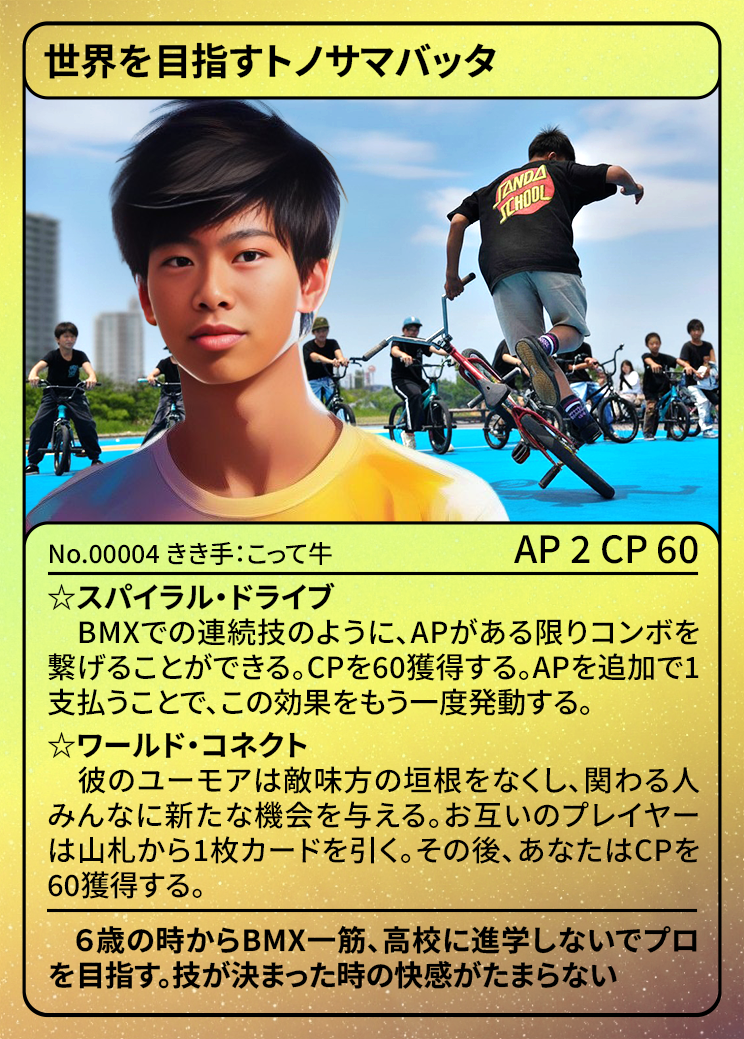 世界を目指すトノサマバッタ
SANDA
SCHOOL
No.00004 きき手：こって牛
AP 2 CP 60
☆スパイラル・ドライブ
　BMXでの連続技のように、APがある限りコンボを
繋げることができる。CPを60獲得する。APを追加で1
支払うことで、この効果をもう一度発動する。
☆ワールド・コネクト
　彼のユーモアは敵味方の垣根をなくし、関わる人
みんなに新たな機会を与える。お互いのプレイヤー
は山札から1枚カードを引く。その後、あなたはCPを
60獲得する。
　６歳の時からBMX一筋、高校に進学しないでプロ
を目指す。技が決まった時の快感がたまらない